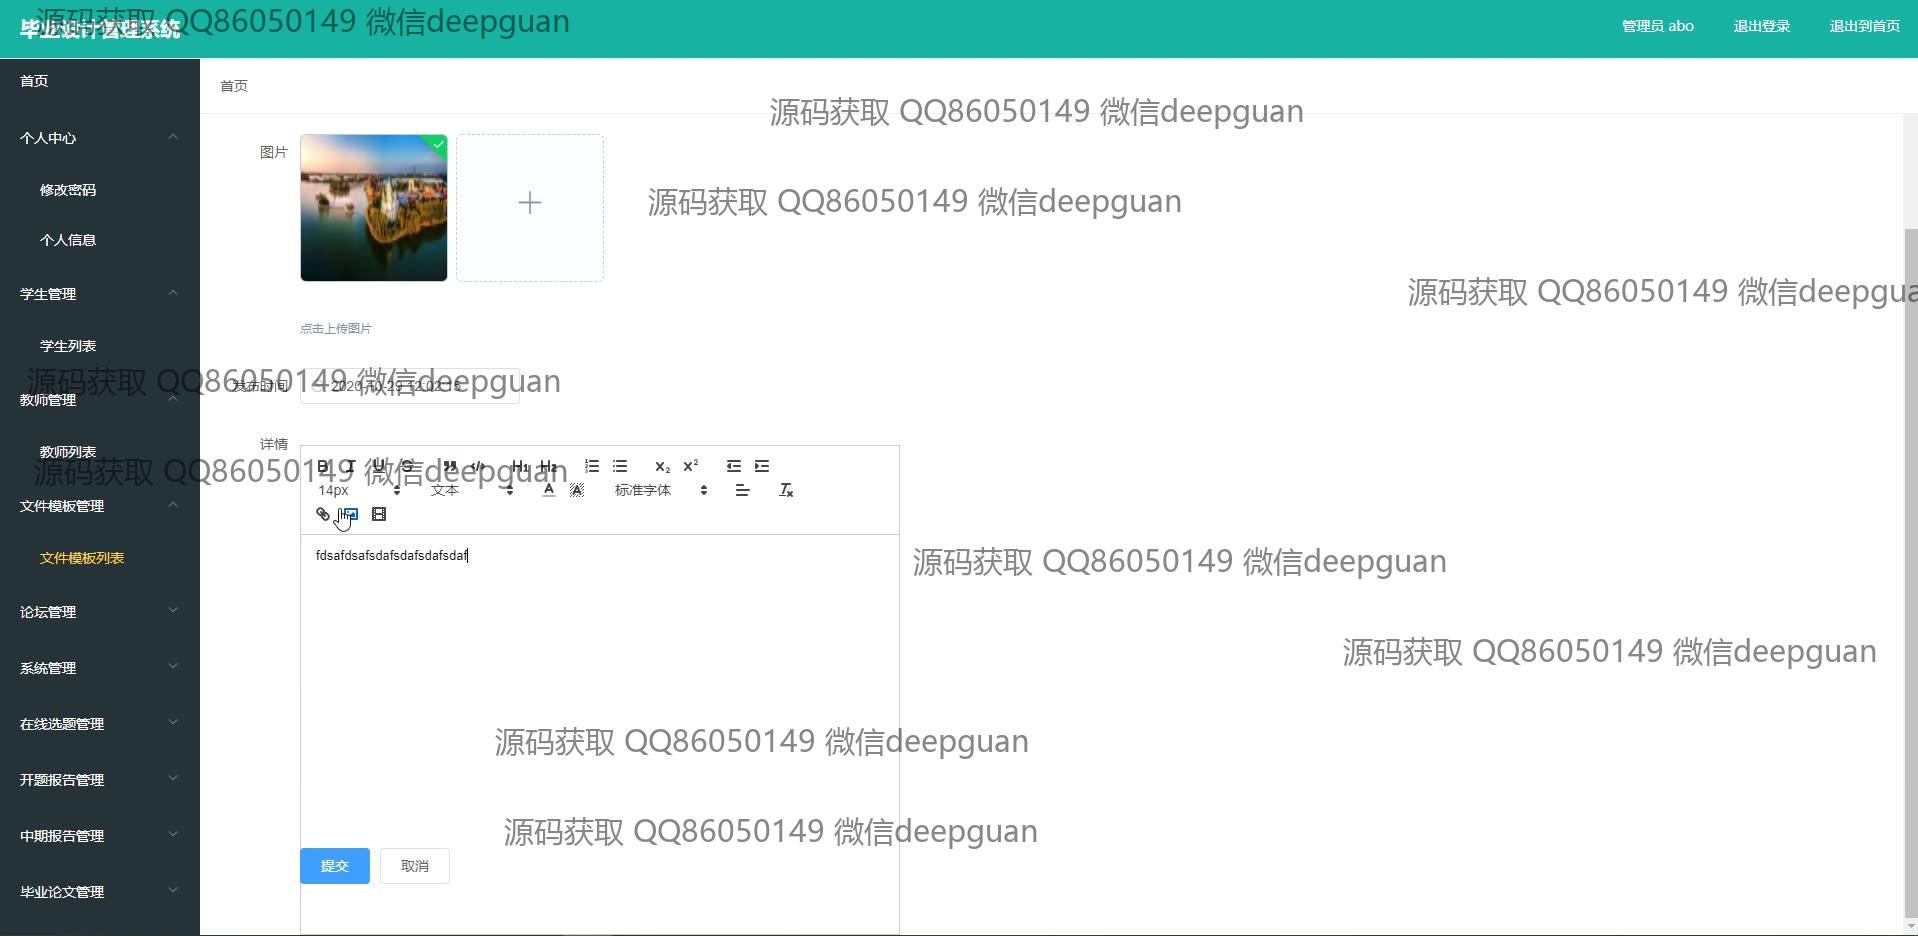 毕业设计管理系统
源码获取 QQ86050149 微信deepguan
管理员 abo
退出登录
退出到首页
首页
个人中心
修改密码
个人信息
学生管理
学生列表
教师管理
教师列表
文件模板管理
文件模板列表
论坛管理
系统管理
在线选题管理
开题报告管理
中期报告管理
毕业论文管理
首页
源码获取 QQ86050149 微信deepguan
图片
源码获取 QQ86050149 微信deepguan
源码获取 QQ86050149 微信deepgua
点击上传图片
源码获取 QQ86050149 微信deepguan
发布时间
2020-10-29 12:02:15
详情
B I U S ” </> H1 H2 X2 X2
源码获取 QQ86050149 微信deepguan
14px 文本 A A 标准字体 Tx
fdsafdsafsdafsdafsdafsdaf
源码获取 QQ86050149 微信deepguan
源码获取 QQ86050149 微信deepguan
源码获取 QQ86050149 微信deepguan
源码获取 QQ86050149 微信deepguan
提交
取消